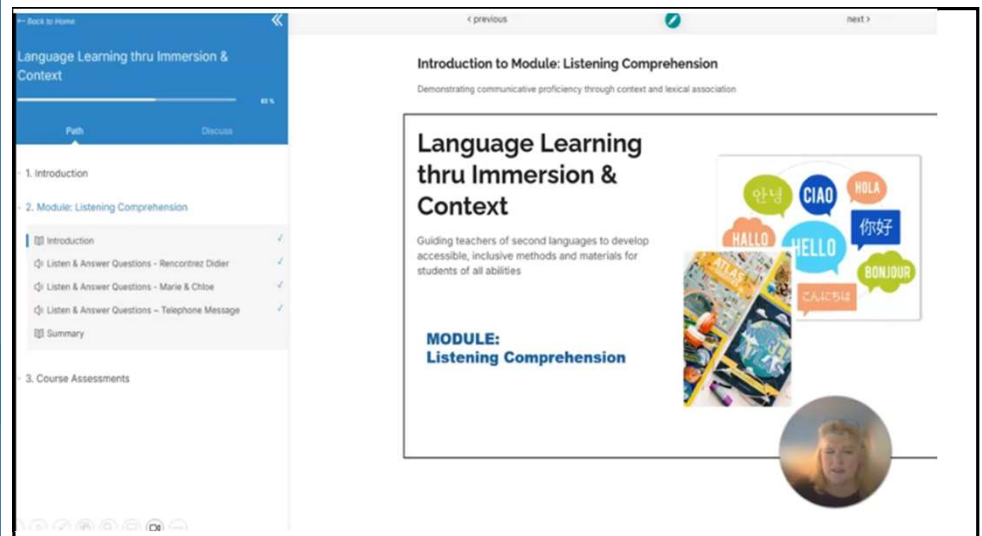 ← Back to Home
Language Learning thru Immersion &
Context
83 %
Path
Discuss
1. Introduction
2. Module: Listening Comprehension
Introduction
Listen & Answer Questions - Rencontrez Didier
Listen & Answer Questions - Marie & Chloe
Listen & Answer Questions – Telephone Message
Summary
3. Course Assessments
< previous
next >
Introduction to Module: Listening Comprehension
Demonstrating communicative proficiency through context and lexical association
Language Learning
thru Immersion &
Context
Guiding teachers of second languages to develop
accessible, inclusive methods and materials for
students of all abilities
MODULE:
Listening Comprehension
안녕
CIAO
HOLA
你好
HALLO
HELLO
BONJOUR
こんにちは
ATLAS